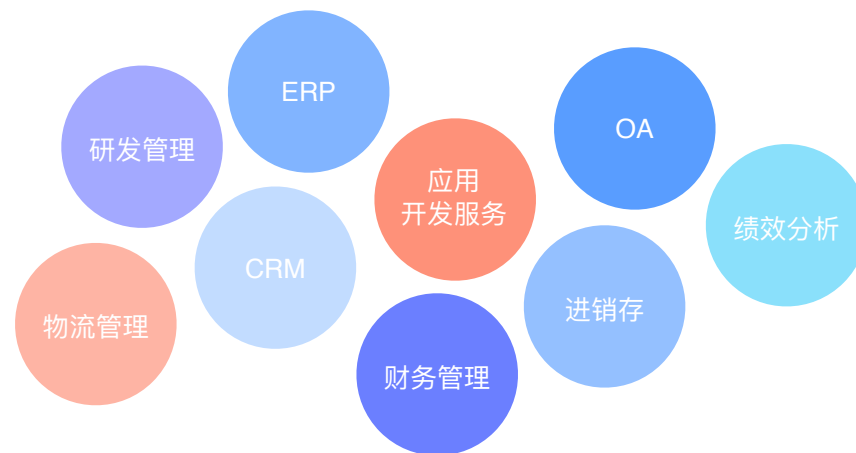 ERP
OA
研发管理
应用
开发服务
绩效分析
CRM
进销存
物流管理
财务管理